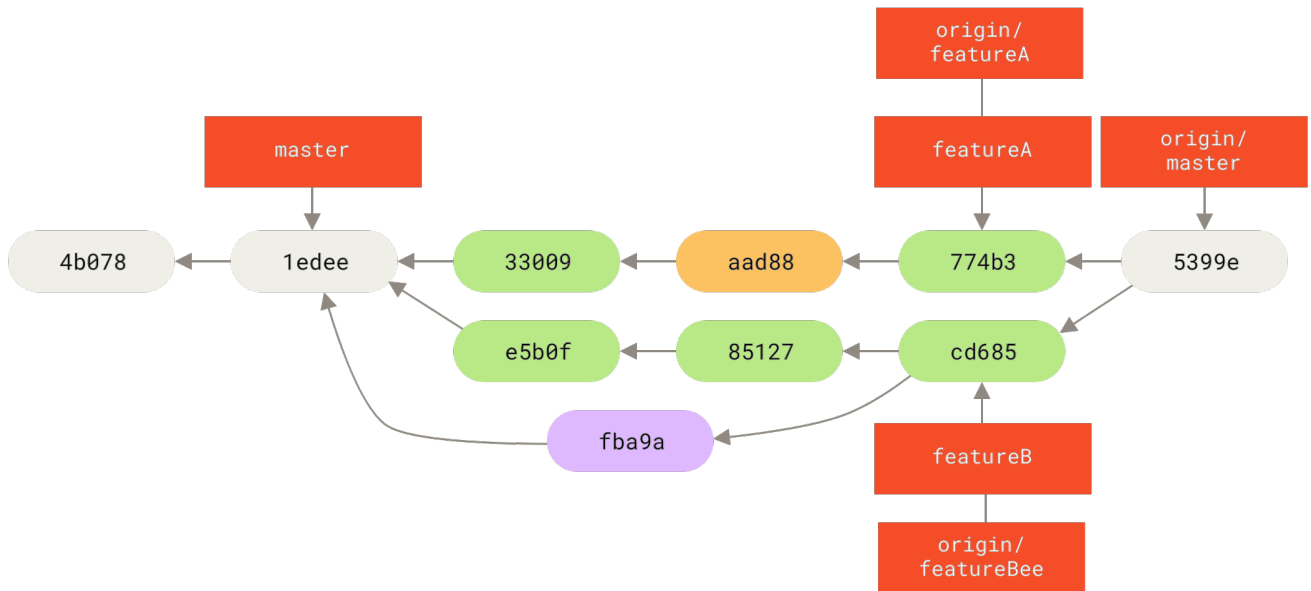 origin/
featureA
master
featureA
origin/
master
4b078
1edee
33009
aad88
774b3
5399e
e5b0f
85127
cd685
fba9a
featureB
origin/
featureBee